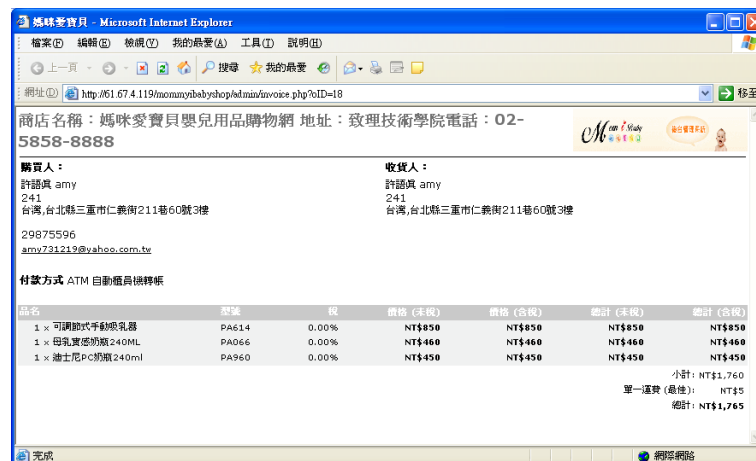 媽咪愛寶貝 - Microsoft Internet Explorer
檔案(F) 編輯(E) 檢視(V) 我的最愛(A) 工具(T) 說明(H)
上一頁 搜尋 我的最愛
網址(D) http://61.67.4.119/mommyibabyshop/admin/invoice.php?oID=18 移至
商店名稱：媽咪愛寶貝嬰兒用品購物網 地址：致理技術學院電話：02-
5858-8888
購買人： 收貨人：
許語真 amy 許語真 amy
241 241
台灣,台北縣三重市仁義街211巷60號3樓 台灣,台北縣三重市仁義街211巷60號3樓
29875596
amy731219@yahoo.com.tw
付款方式 ATM 自動櫃員機轉帳
品名 型號 稅 價格 (未稅) 價格 (含稅) 總計 (未稅) 總計 (含稅)
1 x 可調節式手動吸乳器 PA614 0.00% NT$850 NT$850 NT$850 NT$850
1 x 母乳實感奶瓶240ML PA066 0.00% NT$460 NT$460 NT$460 NT$460
1 x 迪士尼PC奶瓶240ml PA960 0.00% NT$450 NT$450 NT$450 NT$450
小計: NT$1,760
單一運費 (最佳): NT$5
總計: NT$1,765
完成 網際網路